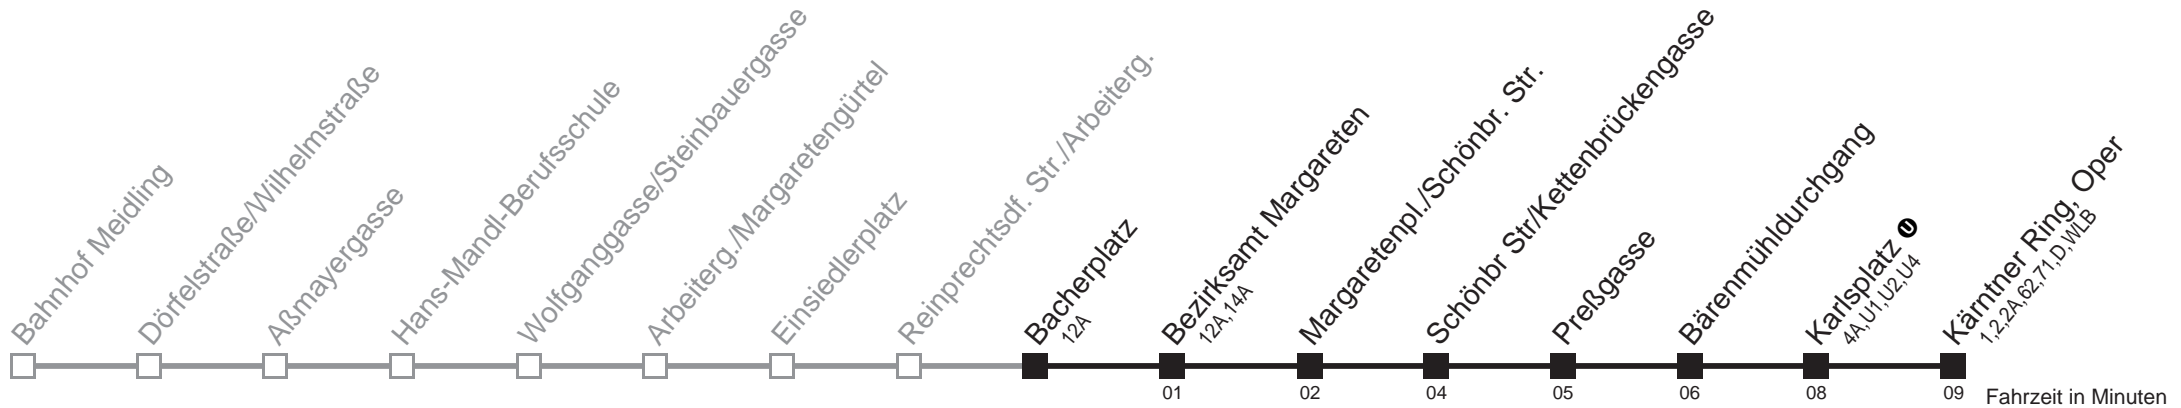 Bahnhof Meidling
Dörfelstraße/Wilhelmstraße
Aßmayergasse
Hans-Mandl-Berufsschule
Wolfganggasse/Steinbauergasse
Arbeiterg./Margaretengürtel
Einsiedlerplatz
Reinprechtsdf. Str./Arbeiterg.
Bacherplatz
12A
Bezirksamt Margareten
12A, 14A
01
Margaretenpl./Schönbr. Str.
02
Schönbr Str/Kettenbrückengasse
04
Preßgasse
05
Bärenmühldurchgang
06
Karlsplatz U
4A, U1, U2, U4
08
Kärntner Ring, Oper
1,2,2A,62,71,D,WLB
09
Fahrzeit in Minuten